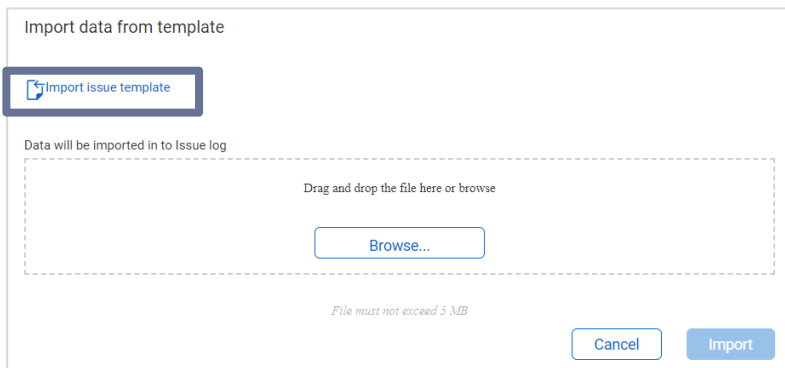 Import data from template
Import issue template
Data will be imported in to Issue log
Drag and drop the file here or browse
Browse...
File must not exceed 5 MB
Cancel
Import